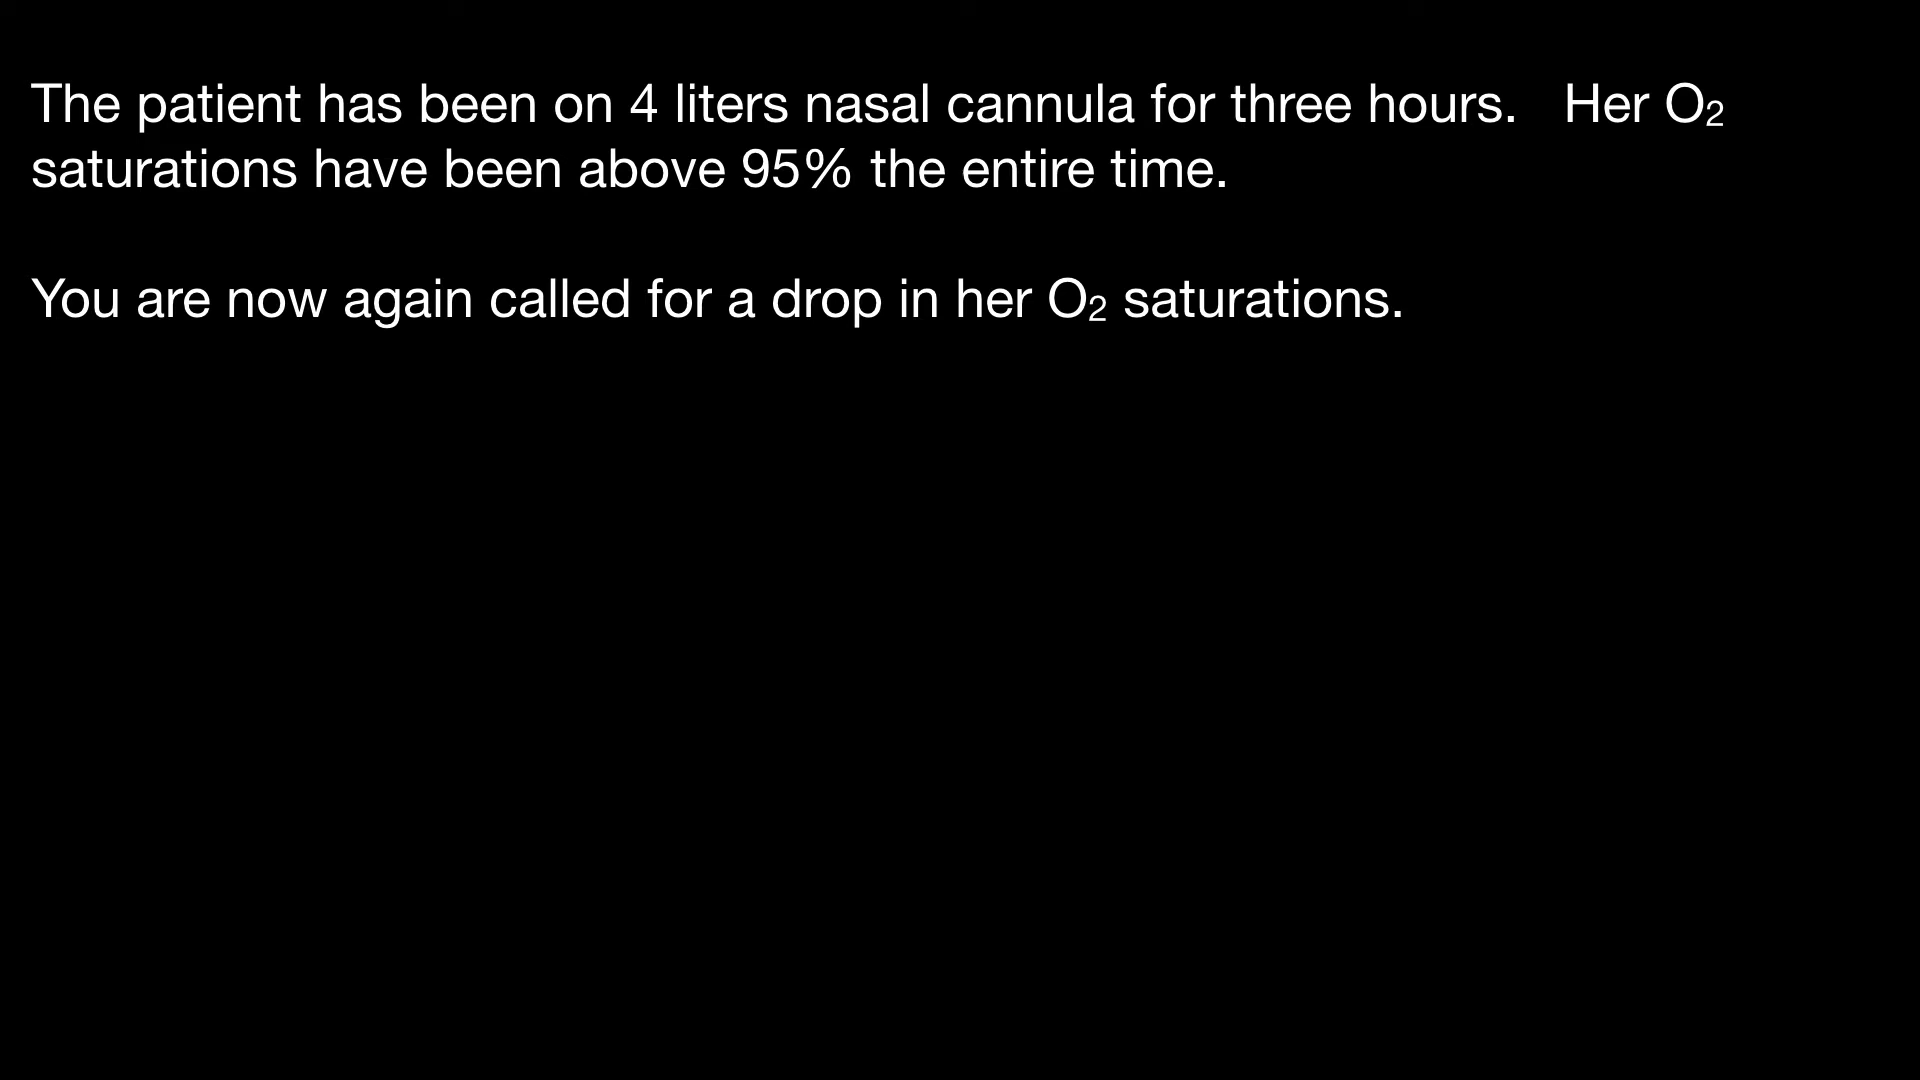 The patient has been on 4 liters nasal cannula for three hours.   Her O₂
saturations have been above 95% the entire time.
You are now again called for a drop in her O₂ saturations.